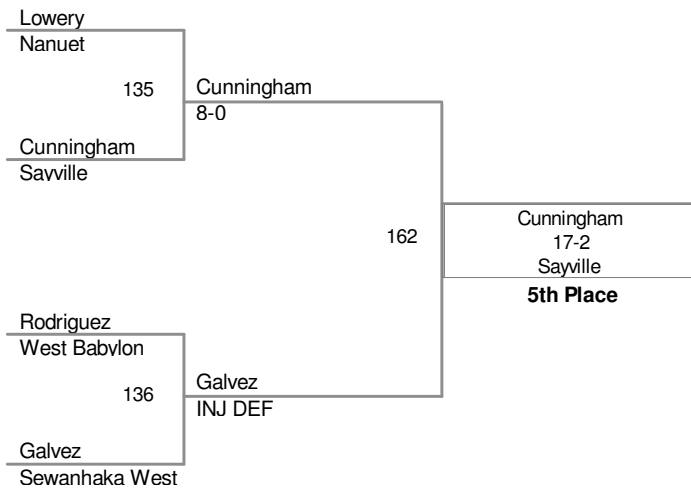 Lowery
Nanuet
135
Cunningham
8-0
Cunningham
Sayville
162
Cunningham
17-2
Sayville
5th Place
Rodriguez
West Babylon
136
Galvez
INJ DEF
Galvez
Sewanhaka West